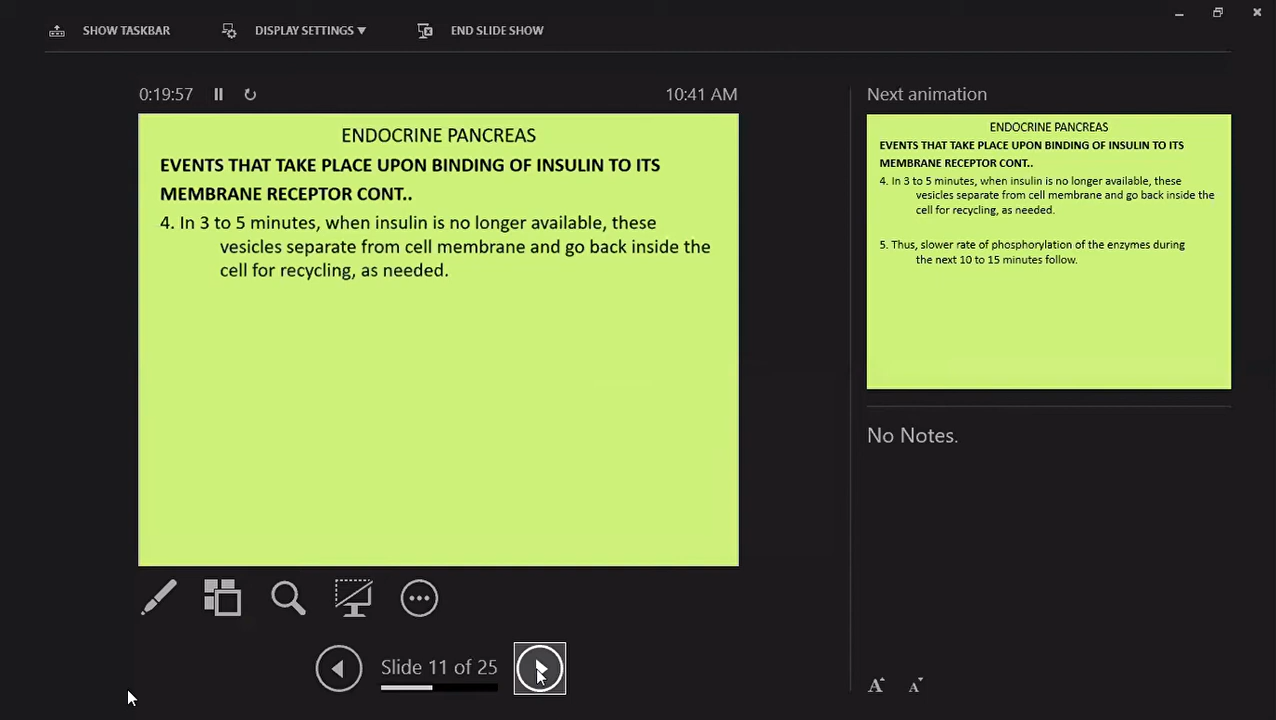 SHOW TASKBAR
DISPLAY SETTINGS
END SLIDE SHOW
0:19:57
10:41 AM
ENDOCRINE PANCREAS
EVENTS THAT TAKE PLACE UPON BINDING OF INSULIN TO ITS
MEMBRANE RECEPTOR CONT..
4. In 3 to 5 minutes, when insulin is no longer available, these
vesicles separate from cell membrane and go back inside the
cell for recycling, as needed.
Slide 11 of 25
Next animation
ENDOCRINE PANCREAS
EVENTS THAT TAKE PLACE UPON BINDING OF INSULIN TO ITS
MEMBRANE RECEPTOR CONT..
4. In 3 to 5 minutes, when insulin is no longer available, these
vesicles separate from cell membrane and go back inside the
cell for recycling, as needed.
5. Thus, slower rate of phosphorylation of the enzymes during
the next 10 to 15 minutes follow.
No Notes.
A A